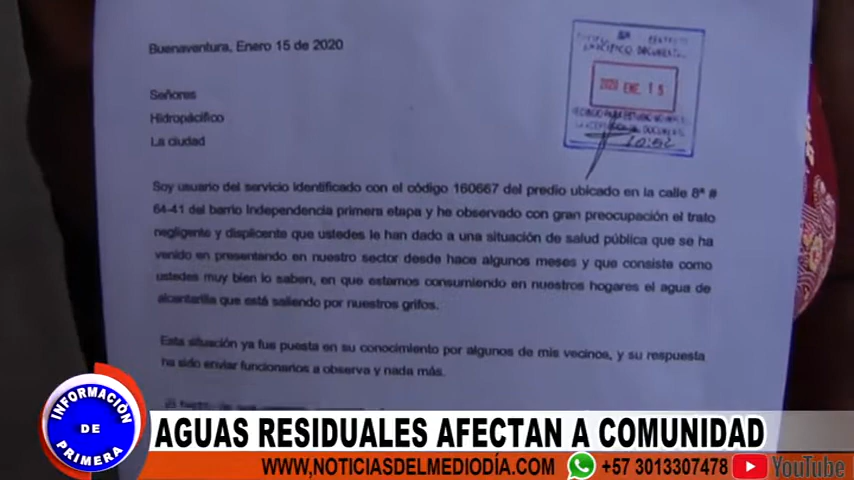 Buenaventura, Enero 15 de 2020
2020 ENE. 15
Señores
Hidropácifico
La ciudad
Soy usuario del servicio identificado con el código 160667 del predio ubicado en la calle 8ª #
64-41 del barrio Independencia primera etapa y he observado con gran preocupación el trato
negligente y displicente que ustedes le han dado a una situación de salud pública que se ha
venido en presentando en nuestro sector desde hace algunos meses y que consiste como
ustedes muy bien lo saben, en que estamos consumiendo en nuestros hogares el agua de
alcantarilla que está saliendo por nuestros grifos.
Esta situación ya fue puesta en su conocimiento por algunos de mis vecinos, y su respuesta
ha sido enviar funcionarios a observa y nada más.
INFORMACIÓN
DE
PRIMERA
AGUAS RESIDUALES AFECTAN A COMUNIDAD
WWW.NOTICIASDELMEDIODÍA.COM
+57 3013307478
YouTube